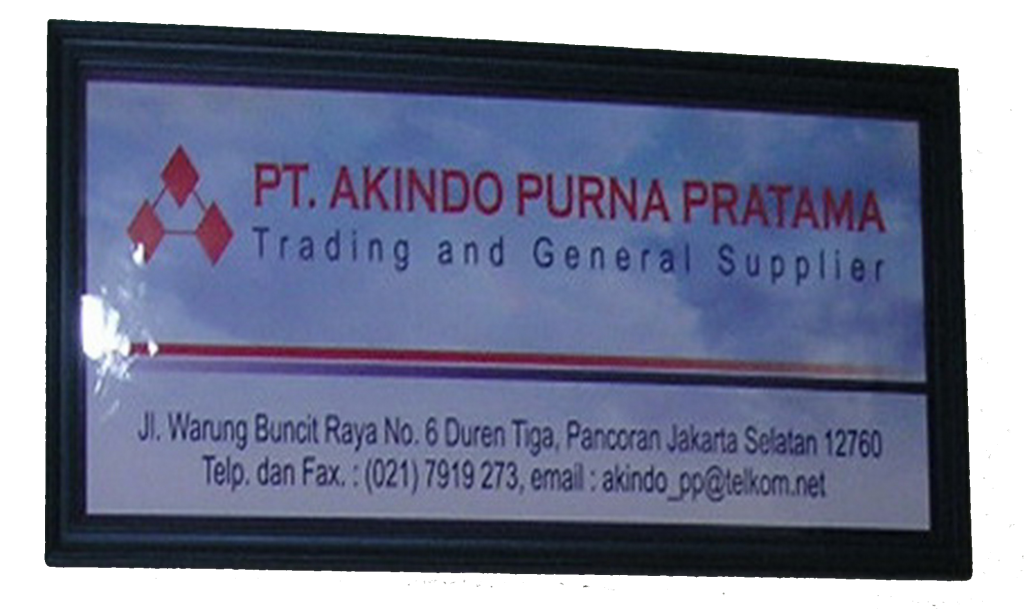 PT. AKINDO PURNA PRATAMA
Trading and General Supplier
Jl. Warung Buncit Raya No. 6 Duren Tiga, Pancoran Jakarta Selatan 12760
Telp. dan Fax. : (021) 7919 273, email : akindo_pp@telkom.net